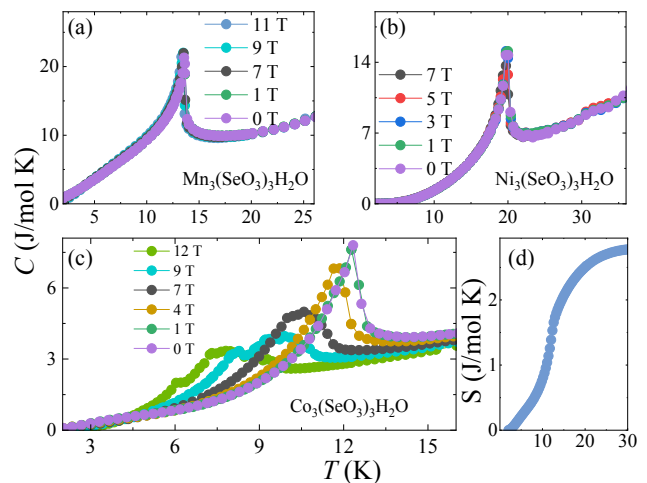 (a)
11 T
9 T
7 T
1 T
0 T
Mn₃(SeO₃)₃H₂O
20
10
0
5
10
15
20
25
(b)
7 T
5 T
3 T
1 T
0 T
Ni₃(SeO₃)₃H₂O
14
7
0
10
20
30
C (J/mol K)
(c)
12 T
9 T
7 T
4 T
1 T
0 T
Co₃(SeO₃)₃H₂O
6
3
0
3
6
9
12
15
T (K)
(d)
S (J/mol K)
2
0
10
20
30